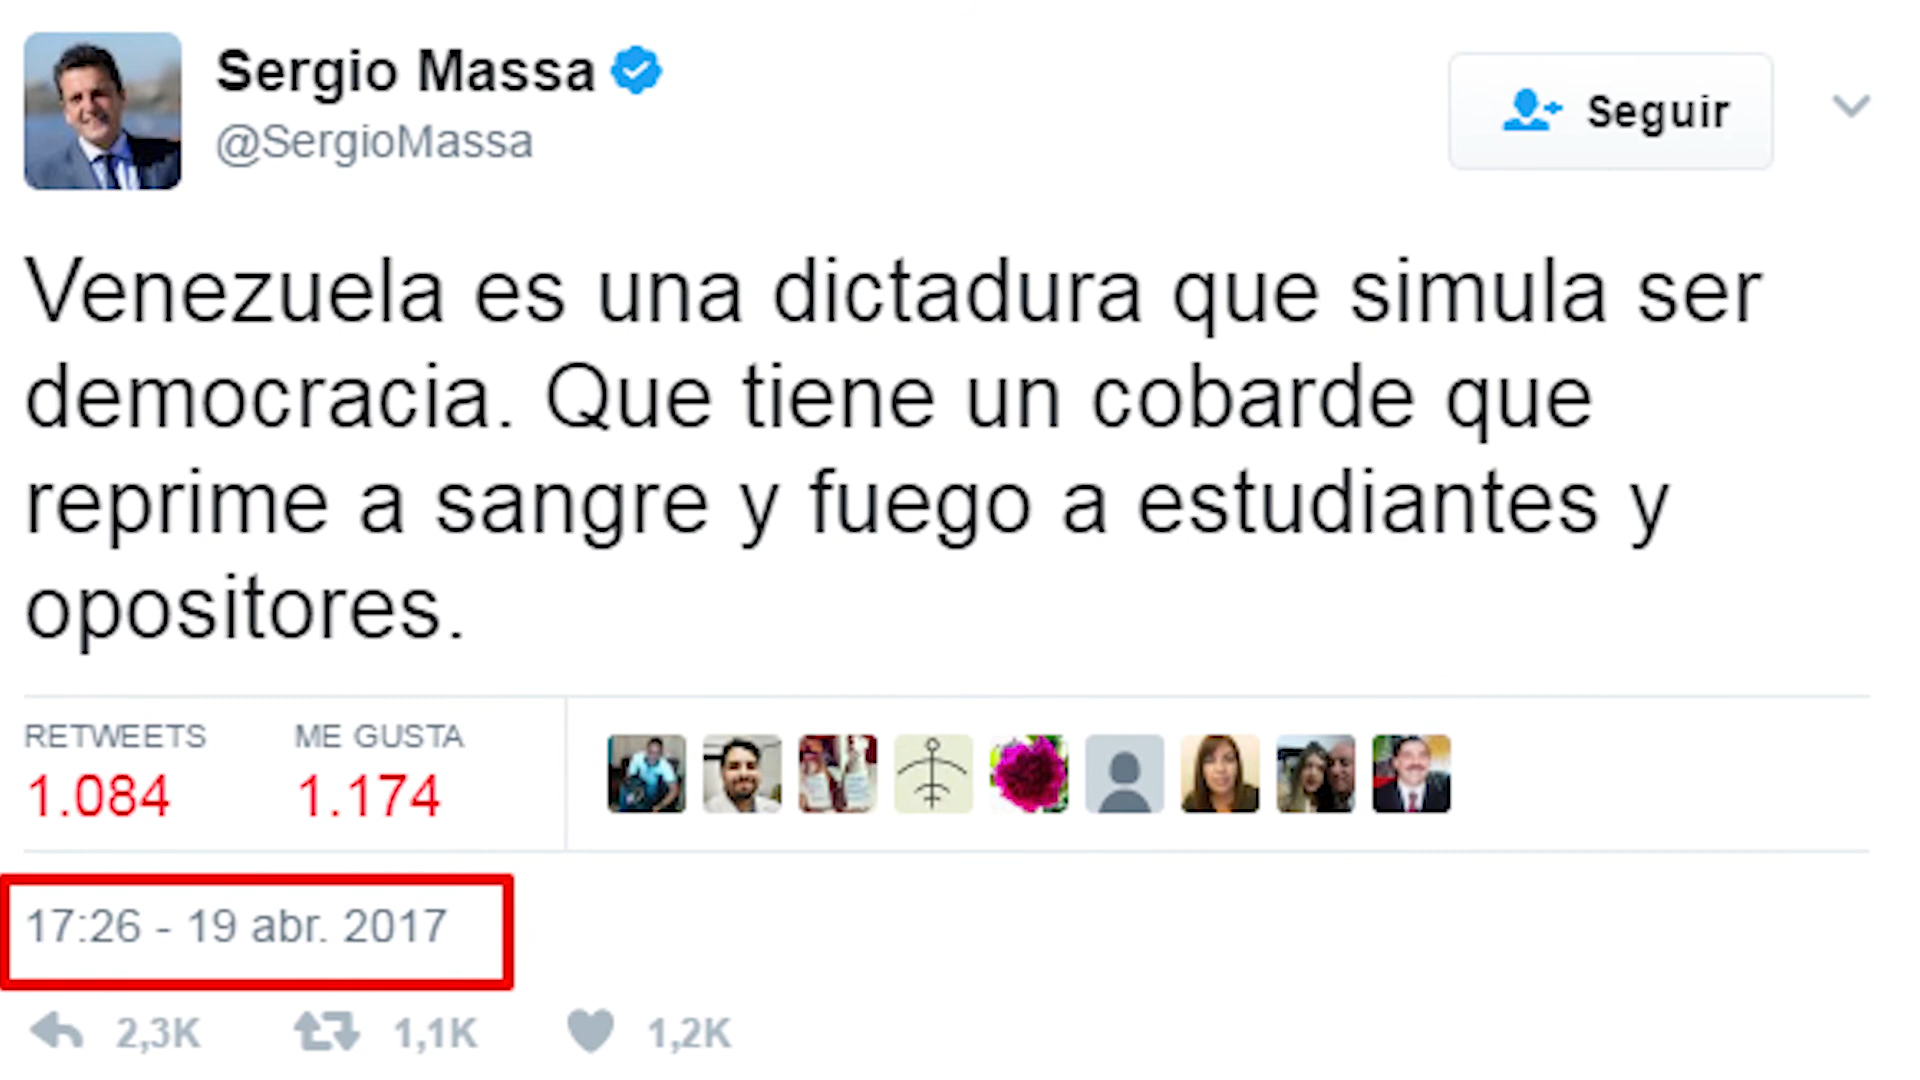 Sergio Massa
@SergioMassa
Seguir
Venezuela es una dictadura que simula ser
democracia. Que tiene un cobarde que
reprime a sangre y fuego a estudiantes y
opositores.
RETWEETS ME GUSTA
1.084 1.174
17:26 - 19 abr. 2017
2,3K 1,1K 1,2K